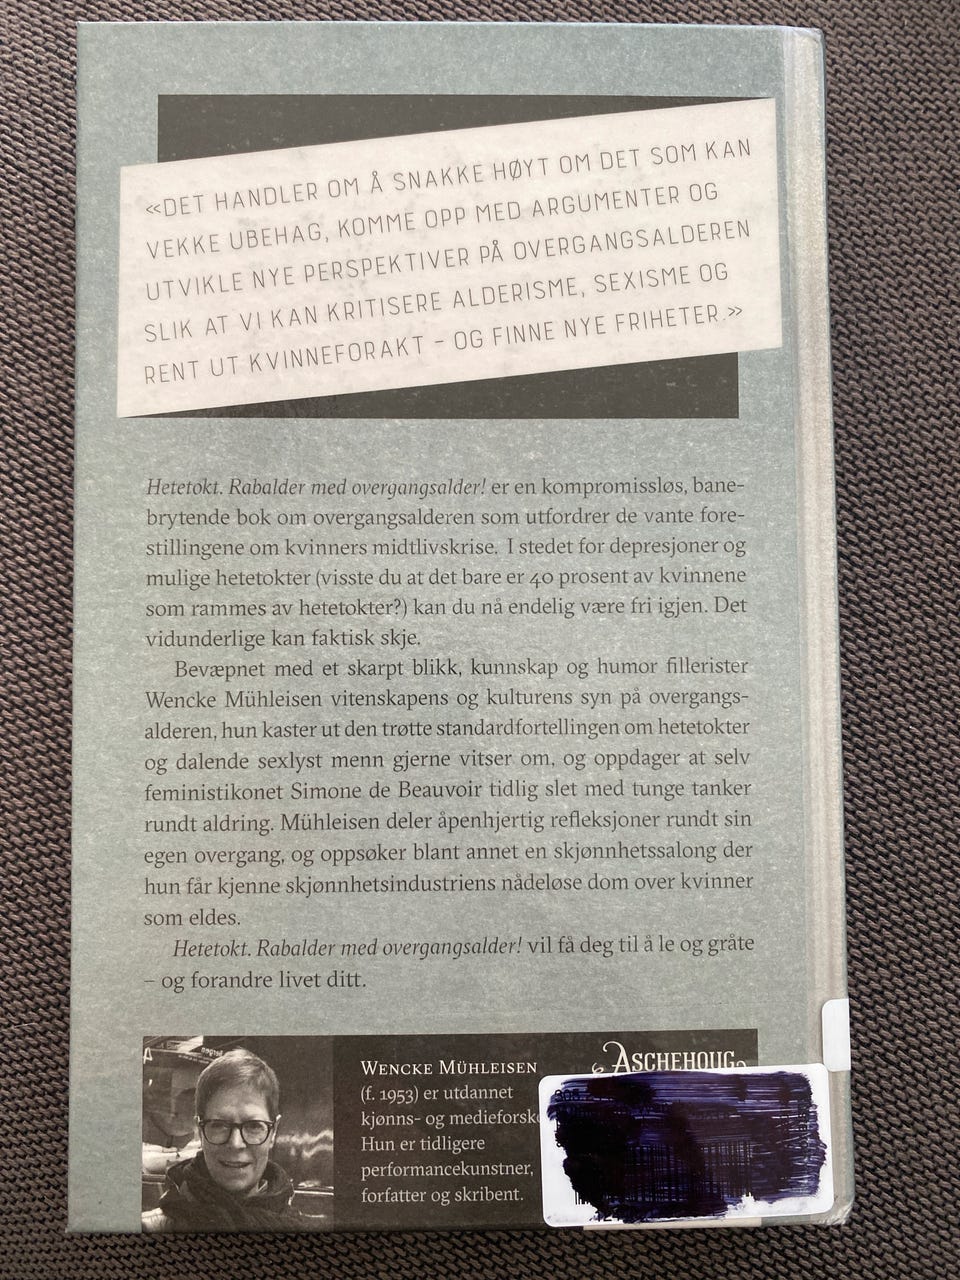 «DET HANDLER OM Å SNAKKE HØYT OM DET SOM KAN
VEKKE UBEHAG, KOMME OPP MED ARGUMENTER OG
UTVIKLE NYE PERSPEKTIVER PÅ OVERGANGSALDEREN
SLIK AT VI KAN KRITISERE ALDERISME, SEXISME OG
RENT UT KVINNEFORAKT – OG FINNE NYE FRIHETER.»
Hetetokt. Rabalder med overgangsalder! er en kompromissløs, bane-
brytende bok om overgangsalderen som utfordrer de vante fore-
stillingene om kvinners midtlivskrise. I stedet for depresjoner og
mulige hetetokter (visste du at det bare er 40 prosent av kvinnene
som rammes av hetetokter?) kan du nå endelig være fri igjen. Det
vidunderlige kan faktisk skje.
Bevæpnet med et skarpt blikk, kunnskap og humor fillerister
Wencke Mühleisen vitenskapens og kulturens syn på overgangs-
alderen, hun kaster ut den trøtte standardfortellingen om hetetokter
og dalende sexlyst menn gjerne vitser om, og oppdager at selv
feministikonet Simone de Beauvoir tidlig slet med tunge tanker
rundt aldring. Mühleisen deler åpenhjertig refleksjoner rundt sin
egen overgang, og oppsøker blant annet en skjønnhetssalong der
hun får kjenne skjønnhetsindustriens nådeløse dom over kvinner
som eldes.
Hetetokt. Rabalder med overgangsalder! vil få deg til å le og gråte
– og forandre livet ditt.
WENCKE MÜHLEISEN
(f. 1953) er utdannet
kjønns- og medieforske
Hun er tidligere
performancekunstner,
forfatter og skribent.
ASCHEHOUG